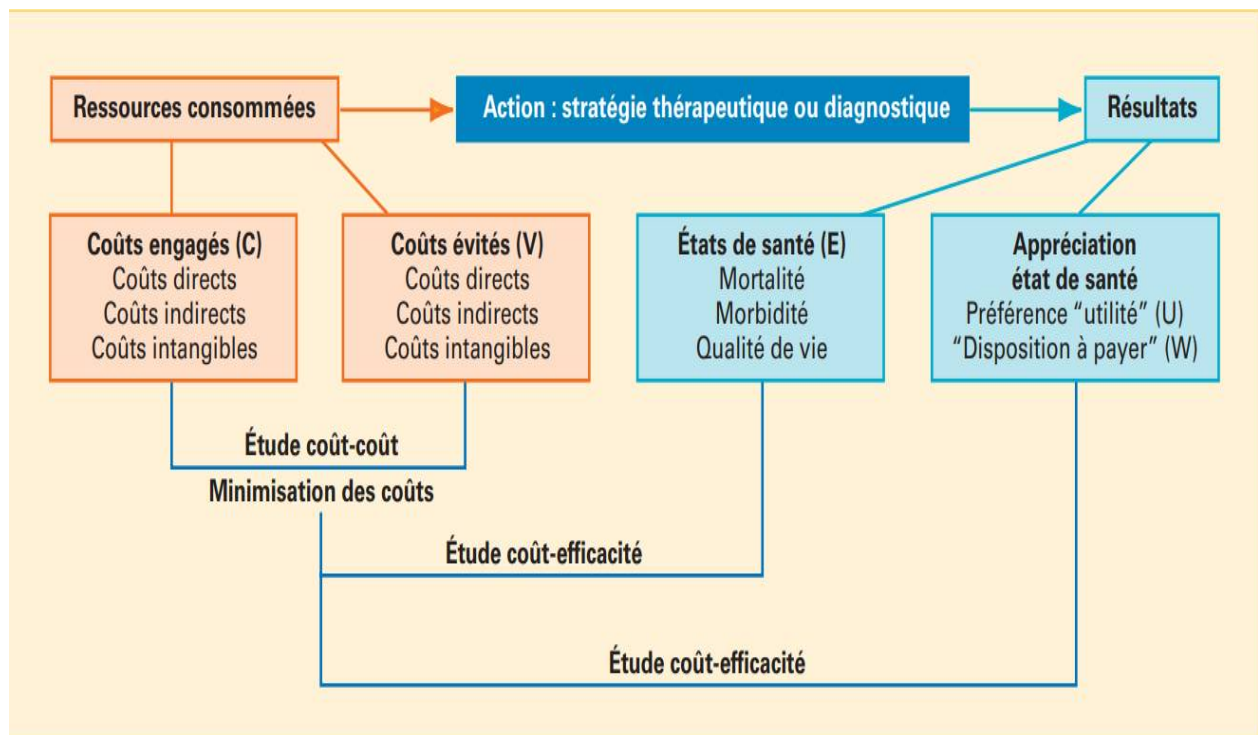 Ressources consommées
Action : stratégie thérapeutique ou diagnostique
Résultats
Coûts engagés (C)
Coûts directs
Coûts indirects
Coûts intangibles
Coûts évités (V)
Coûts directs
Coûts indirects
Coûts intangibles
États de santé (E)
Mortalité
Morbidité
Qualité de vie
Appréciation
état de santé
Préférence “utilité” (U)
“Disposition à payer” (W)
Étude coût-coût
Minimisation des coûts
Étude coût-efficacité
Étude coût-efficacité